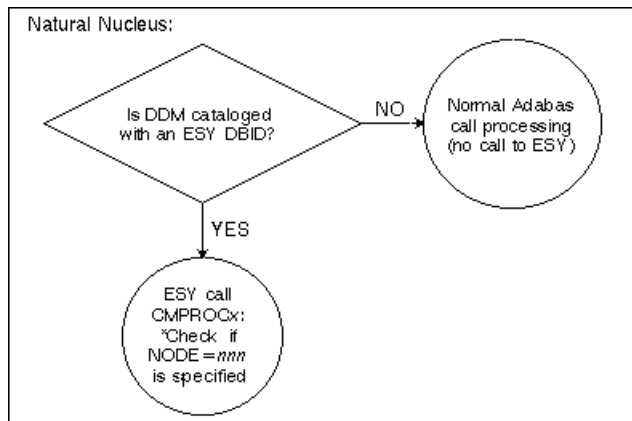 Natural Nucleus:
Is DDM cataloged
with an ESY DBID?
NO
Normal Adabas
call processing
(no call to ESY)
YES
ESY call
CMPROCx:
*Check if
NODE=nnn
is specified